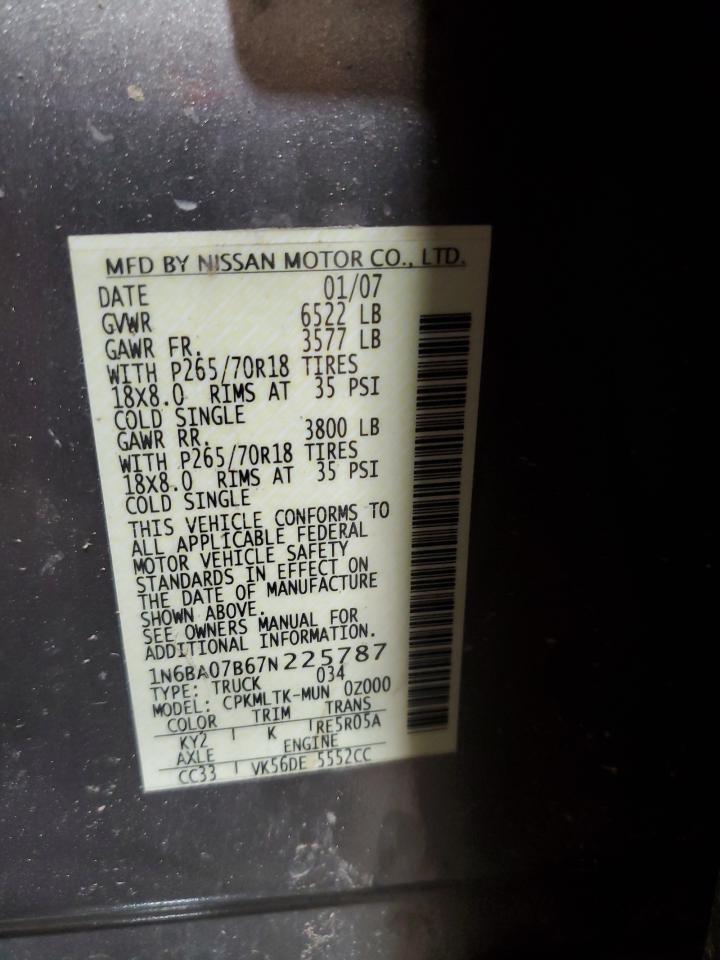 MFD BY NISSAN MOTOR CO., LTD.
DATE 01/07
GVWR 6522 LB
GAWR FR. 3577 LB
WITH P265/70R18 TIRES
18X8.0 RIMS AT 35 PSI
COLD SINGLE
GAWR RR. 3800 LB
WITH P265/70R18 TIRES
18X8.0 RIMS AT 35 PSI
COLD SINGLE
THIS VEHICLE CONFORMS TO
ALL APPLICABLE FEDERAL
MOTOR VEHICLE SAFETY
STANDARDS IN EFFECT ON
THE DATE OF MANUFACTURE
SHOWN ABOVE.
SEE OWNERS MANUAL FOR
ADDITIONAL INFORMATION.
1N6BA07B67N225787
TYPE: TRUCK 034
MODEL: CPKMLTK-MUN 0Z000
COLOR TRIM TRANS
KY2 K RE5R05A
AXLE ENGINE
CC33 VK56DE 5552CC